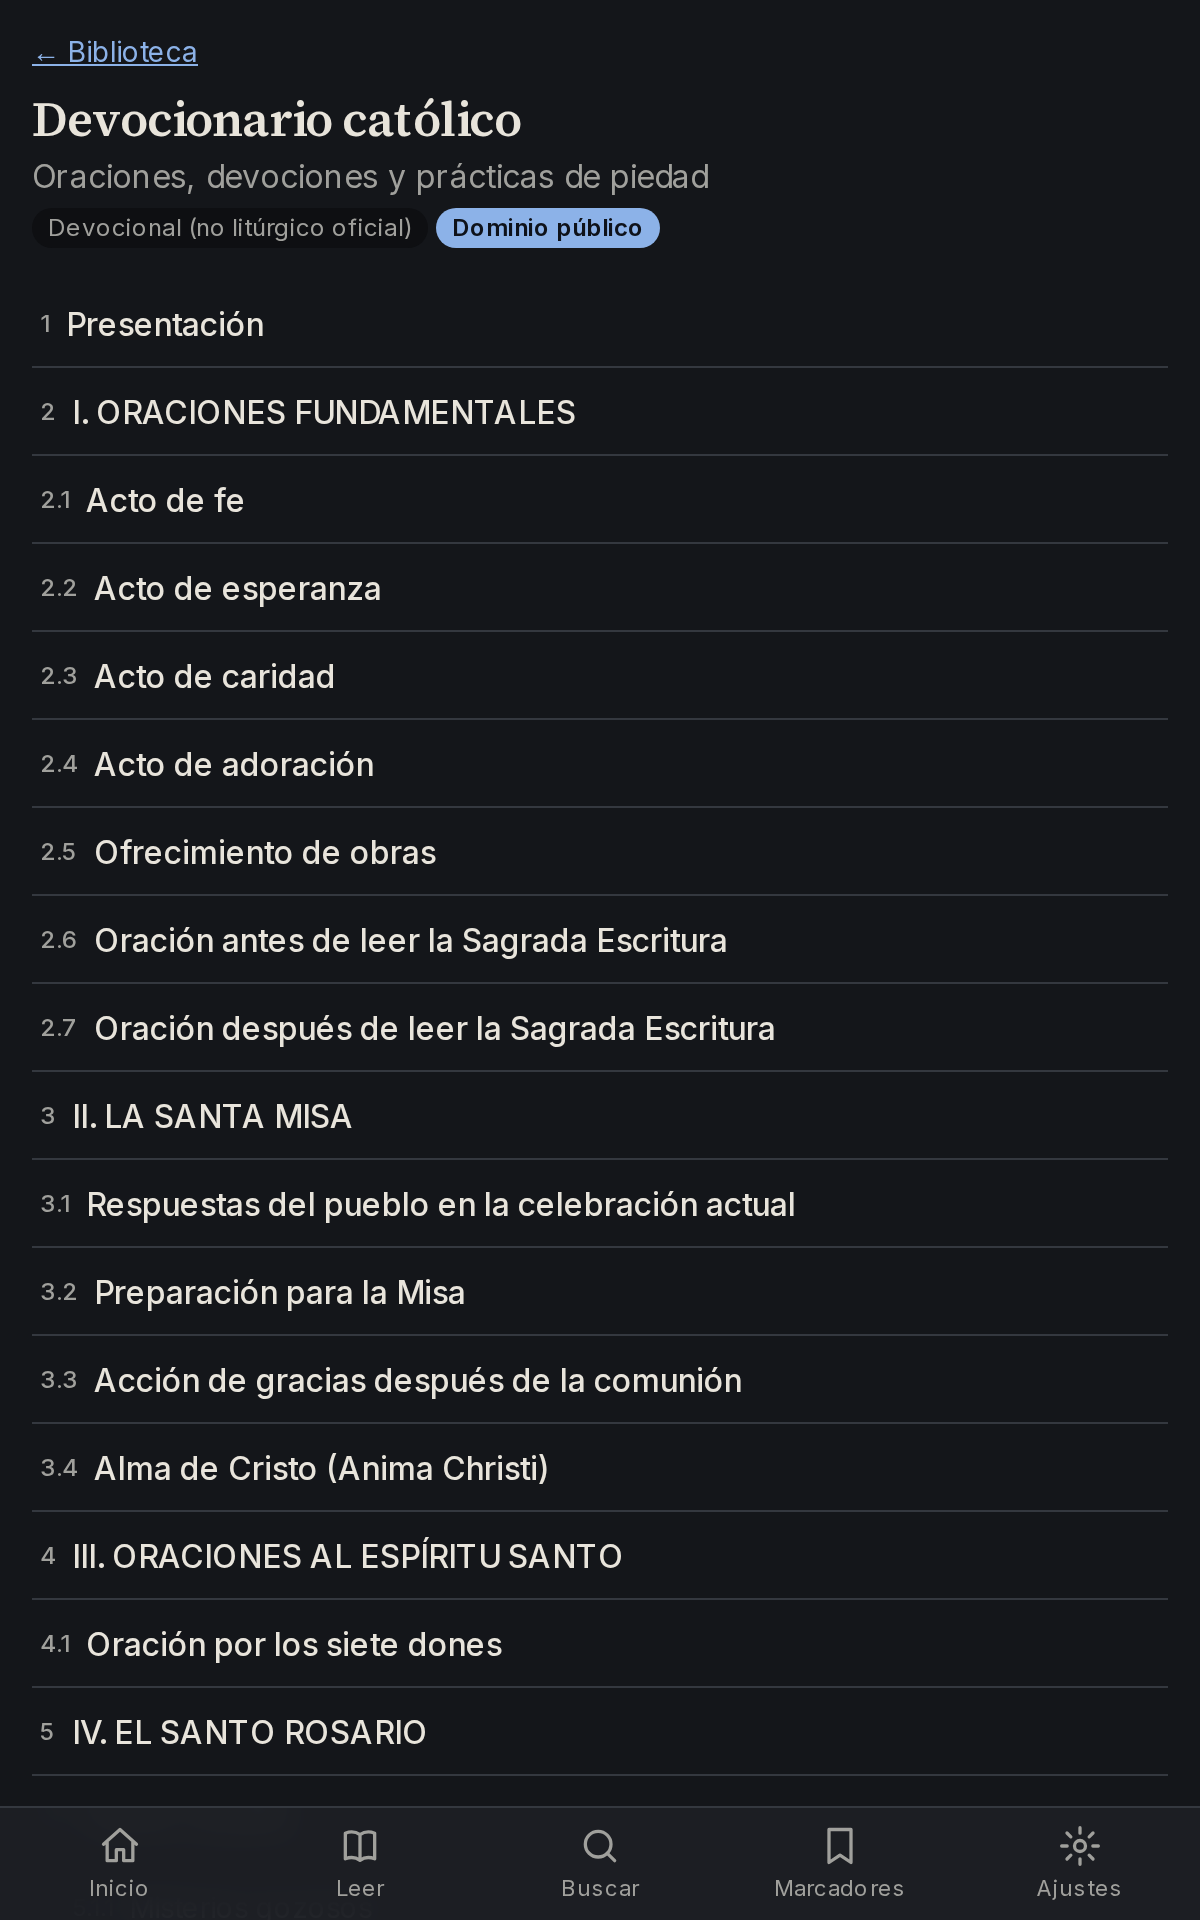 ← Biblioteca
Devocionario católico
Oraciones, devociones y prácticas de piedad
Devocional (no litúrgico oficial) Dominio público
1 Presentación
2 I. ORACIONES FUNDAMENTALES
2.1 Acto de fe
2.2 Acto de esperanza
2.3 Acto de caridad
2.4 Acto de adoración
2.5 Ofrecimiento de obras
2.6 Oración antes de leer la Sagrada Escritura
2.7 Oración después de leer la Sagrada Escritura
3 II. LA SANTA MISA
3.1 Respuestas del pueblo en la celebración actual
3.2 Preparación para la Misa
3.3 Acción de gracias después de la comunión
3.4 Alma de Cristo (Anima Christi)
4 III. ORACIONES AL ESPÍRITU SANTO
4.1 Oración por los siete dones
5 IV. EL SANTO ROSARIO
Inicio Leer Buscar Marcadores Ajustes
Misterios gozosos